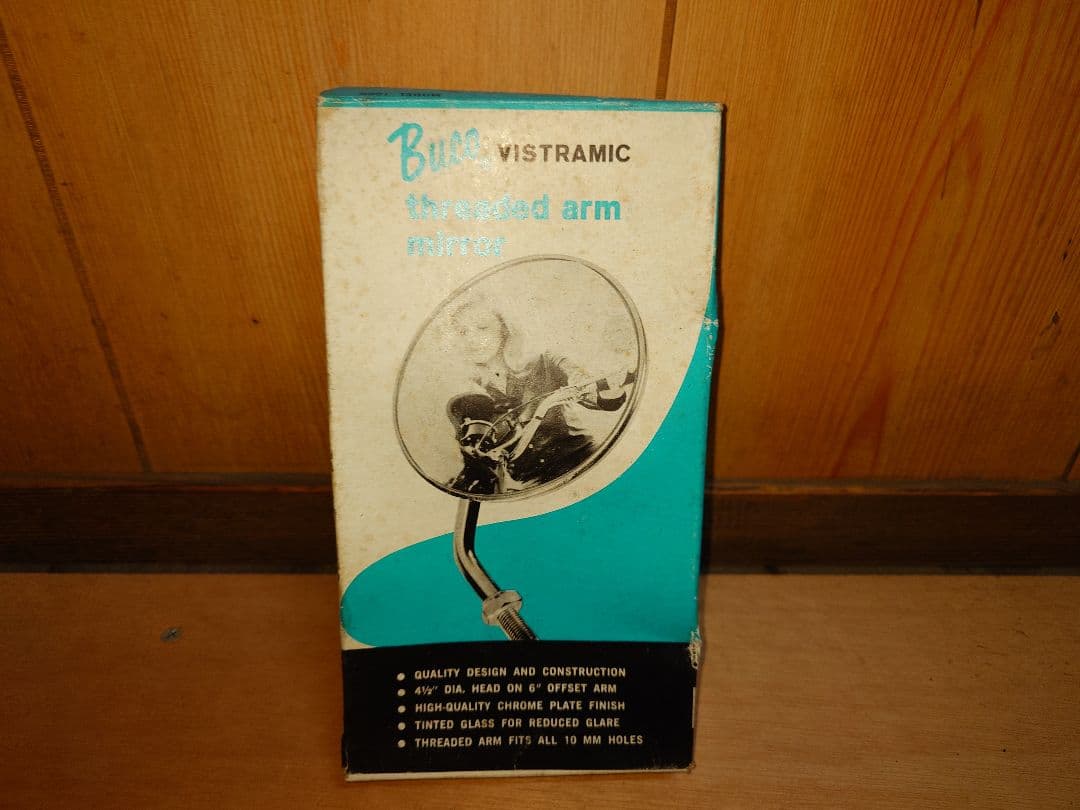 VISTRAMIC
threaded arm
mirror
• QUALITY DESIGN AND CONSTRUCTION
• 4½" DIA. HEAD ON 6" OFFSET ARM
• HIGH-QUALITY CHROME PLATE FINISH
• TINTED GLASS FOR REDUCED GLARE
• THREADED ARM FITS ALL 10 MM HOLES